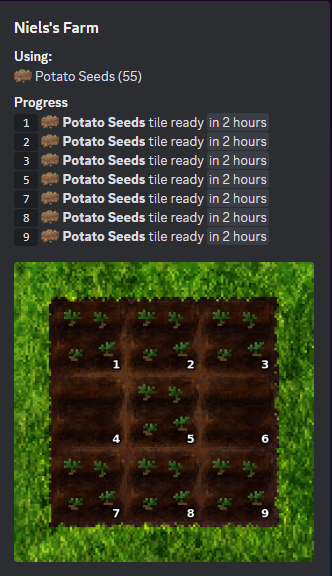 Niels's Farm
Using:
Potato Seeds (55)
Progress
1 Potato Seeds tile ready in 2 hours
2 Potato Seeds tile ready in 2 hours
3 Potato Seeds tile ready in 2 hours
5 Potato Seeds tile ready in 2 hours
7 Potato Seeds tile ready in 2 hours
8 Potato Seeds tile ready in 2 hours
9 Potato Seeds tile ready in 2 hours
1 2 3
4 5 6
7 8 9